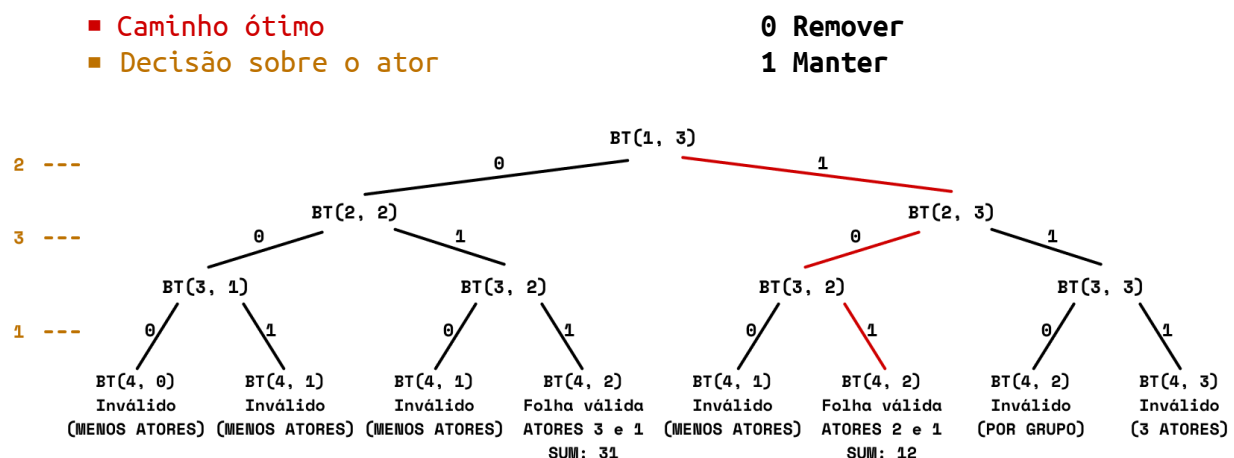 Caminho ótimo
Decisão sobre o ator
0 Remover
1 Manter
BT(1, 3)
2 --- 0 1
BT(2, 2) BT(2, 3)
3 --- 0 1 0 1
BT(3, 1) BT(3, 2) BT(3, 2) BT(3, 3)
1 --- 0 1 0 1 0 1 0 1
BT(4, 0) BT(4, 1) BT(4, 1) BT(4, 2) BT(4, 1) BT(4, 2) BT(4, 2) BT(4, 3)
Inválido Inválido Inválido Folha válida Inválido Folha válida Inválido Inválido
(MENOS ATORES) (MENOS ATORES) (MENOS ATORES) ATORES 3 e 1 (MENOS ATORES) ATORES 2 e 1 (POR GRUPO) (3 ATORES)
SUM: 31 SUM: 12